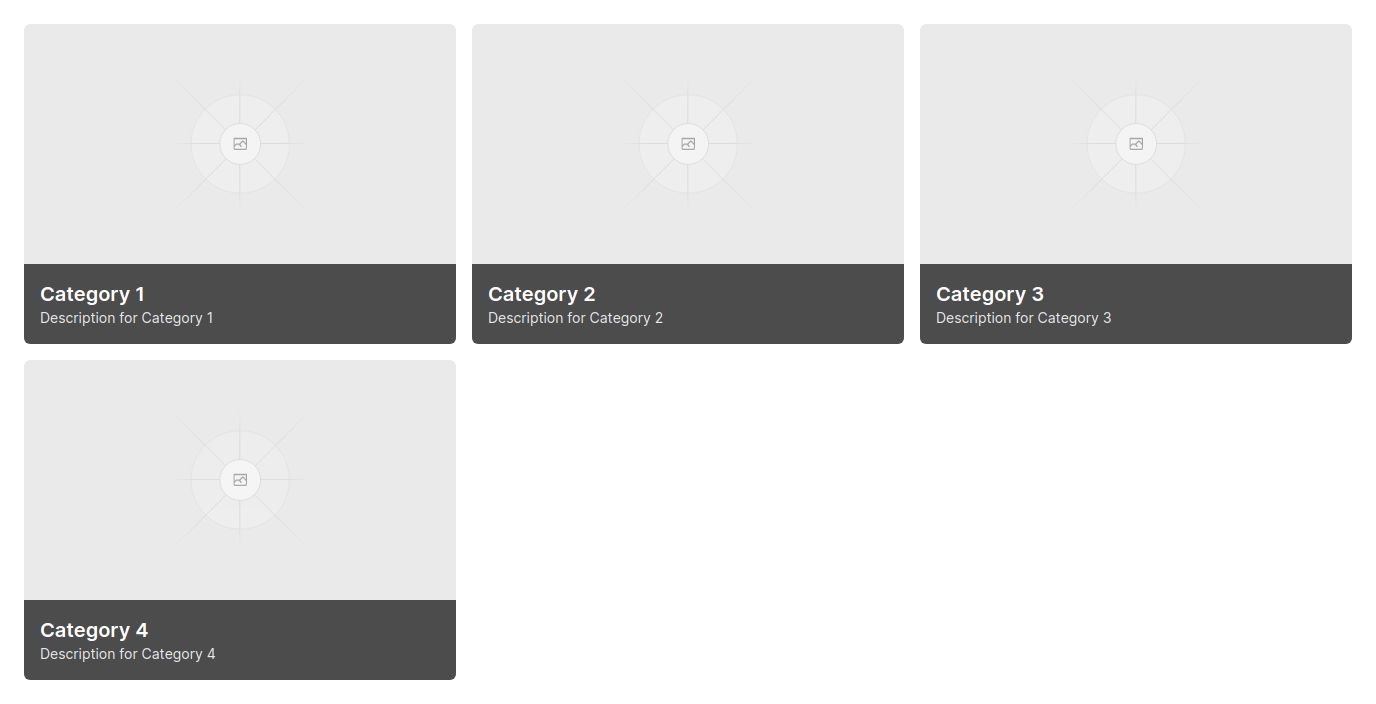 Category 1
Description for Category 1
Category 2
Description for Category 2
Category 3
Description for Category 3
Category 4
Description for Category 4